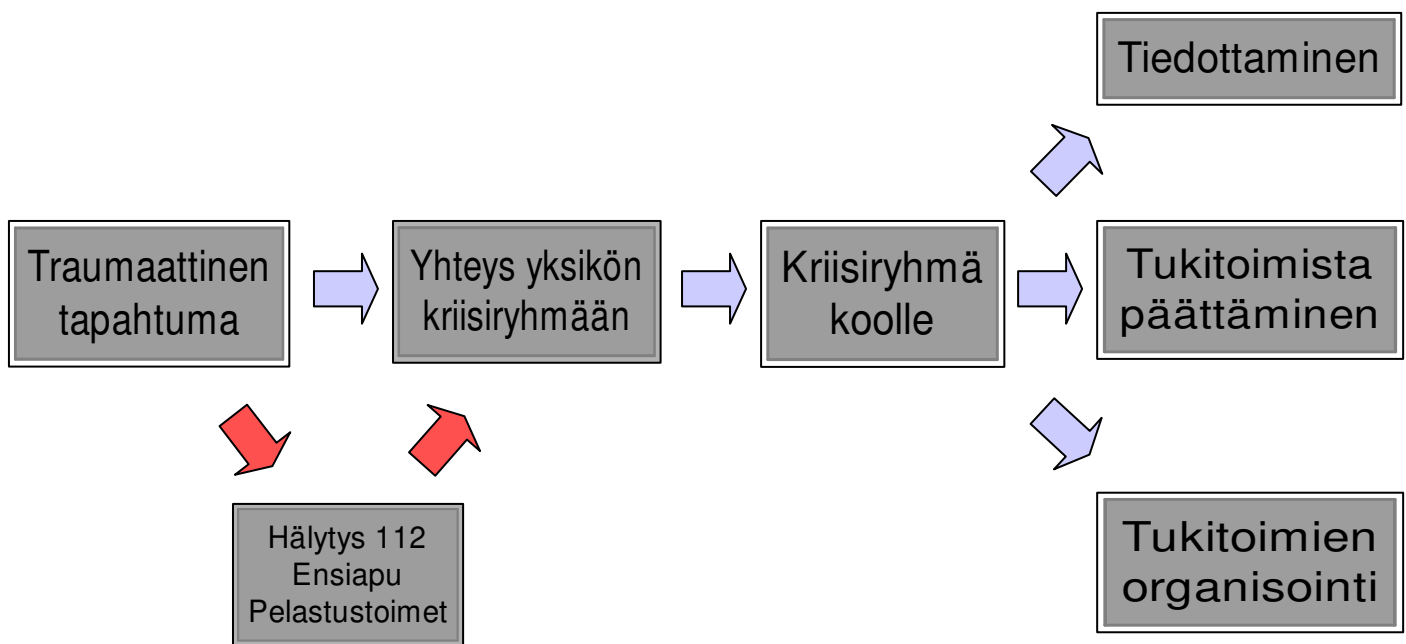 Tiedottaminen
Traumaattinen
tapahtuma
Yhteys yksikön
kriisiryhmään
Kriisiryhmä
koolle
Tukitoimista
päättäminen
Hälytys 112
Ensiapu
Pelastustoimet
Tukitoimien
organisointi